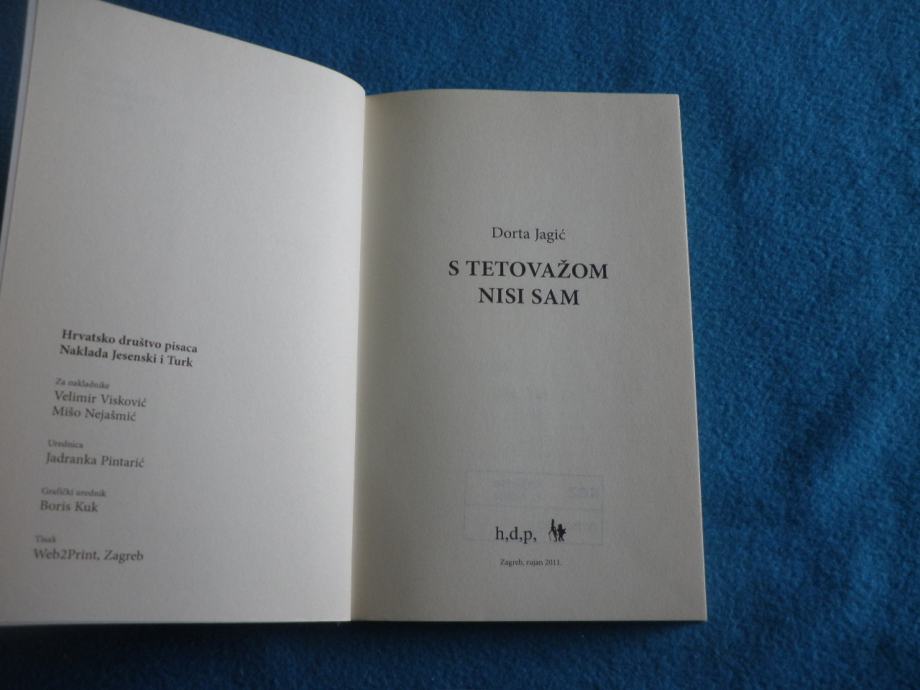 Hrvatsko društvo pisaca
Naklada Jesenski i Turk
Za nakladnike
Velimir Visković
Mišo Nejašmić
Urednica
Jadranka Pintarić
Grafički urednik
Boris Kuk
Tisak
Web2Print, Zagreb
Dorta Jagić
S TETOVAŽOM
NISI SAM
h,d,p,
Zagreb, rujan 2011.